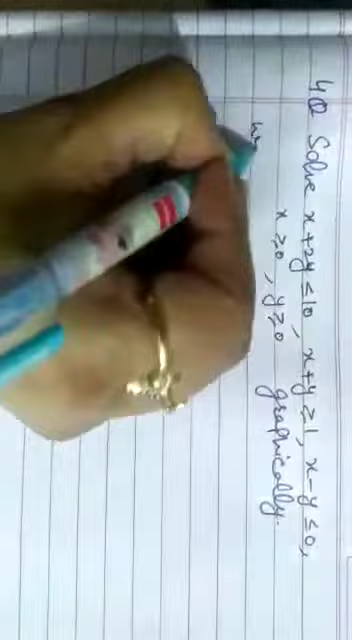 4Q Solve x+2y≤10, x+y≥1, x-y≤0,
x≥0, y≥0 graphically.